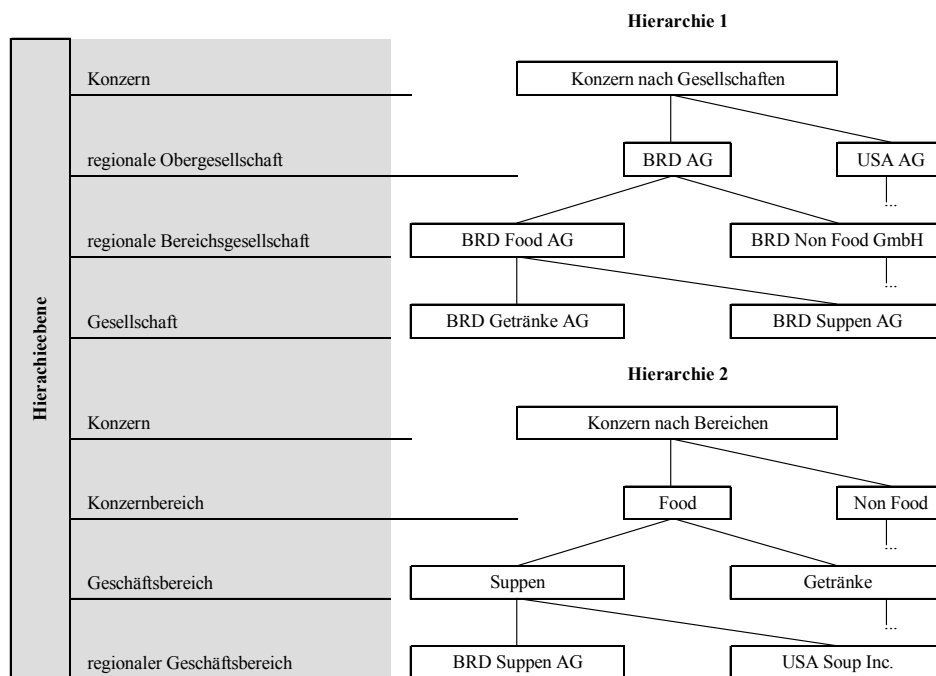 Hierarchie 1
Hierachieebene
Konzern
Konzern nach Gesellschaften
regionale Obergesellschaft
BRD AG
USA AG
...
regionale Bereichsgesellschaft
BRD Food AG
BRD Non Food GmbH
...
Gesellschaft
BRD Getränke AG
BRD Suppen AG
Hierarchie 2
Konzern
Konzern nach Bereichen
Konzernbereich
Food
Non Food
...
Geschäftsbereich
Suppen
Getränke
...
regionaler Geschäftsbereich
BRD Suppen AG
USA Soup Inc.